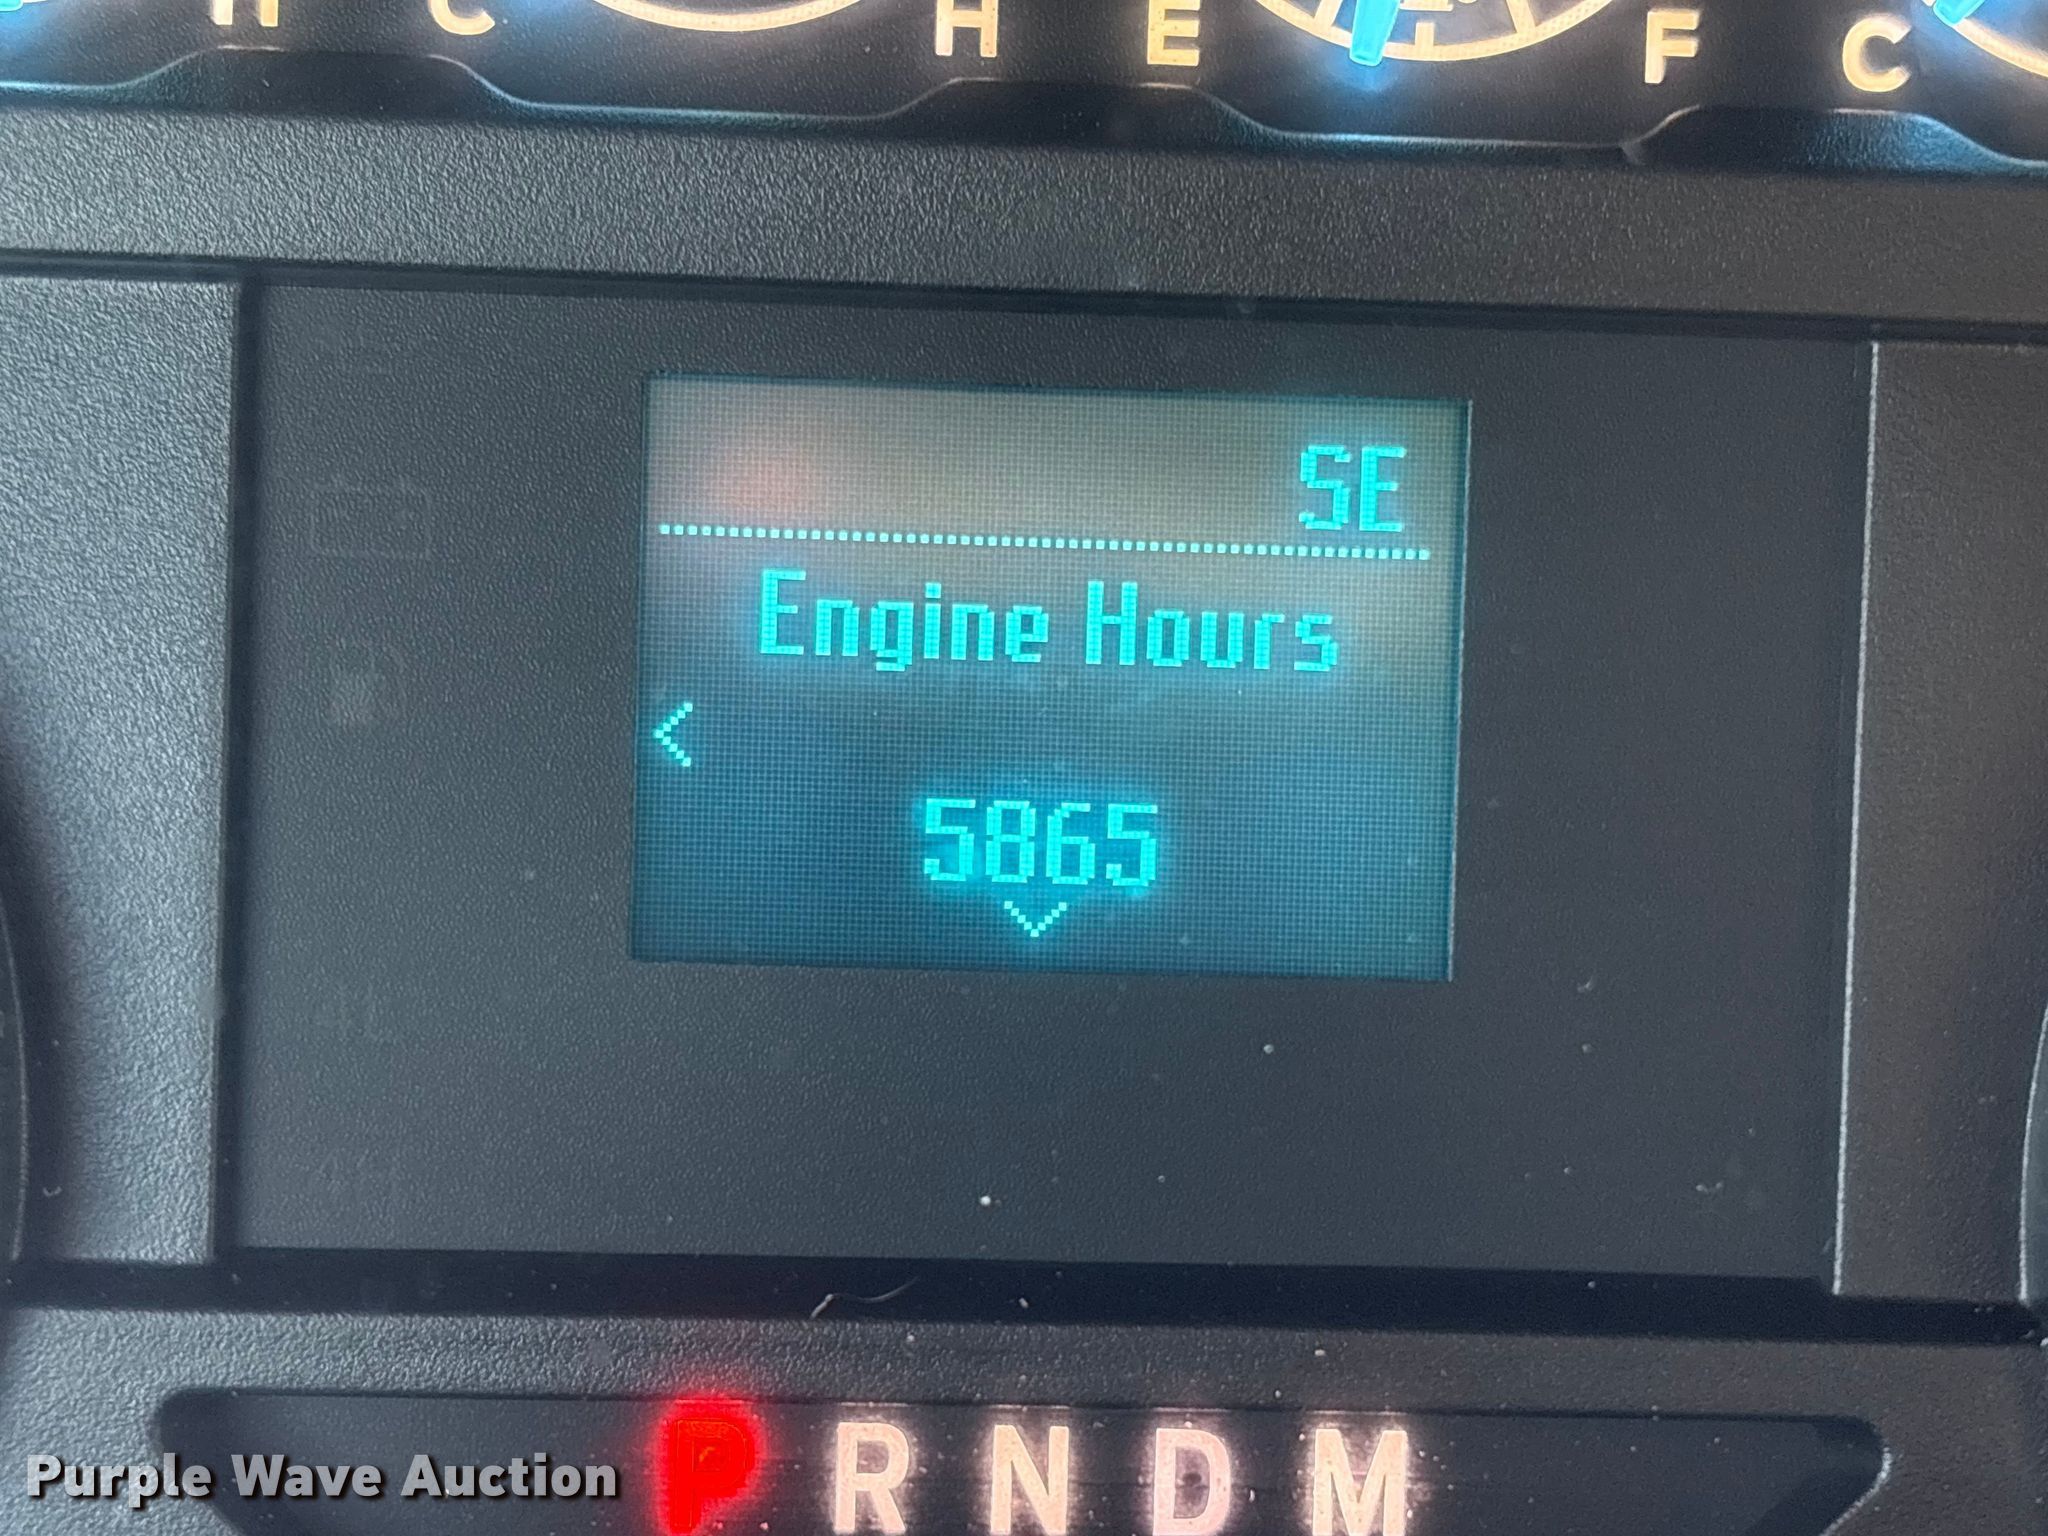 H C H E F C
SE
Engine Hours
<
5865
P R N D M
Purple Wave Auction